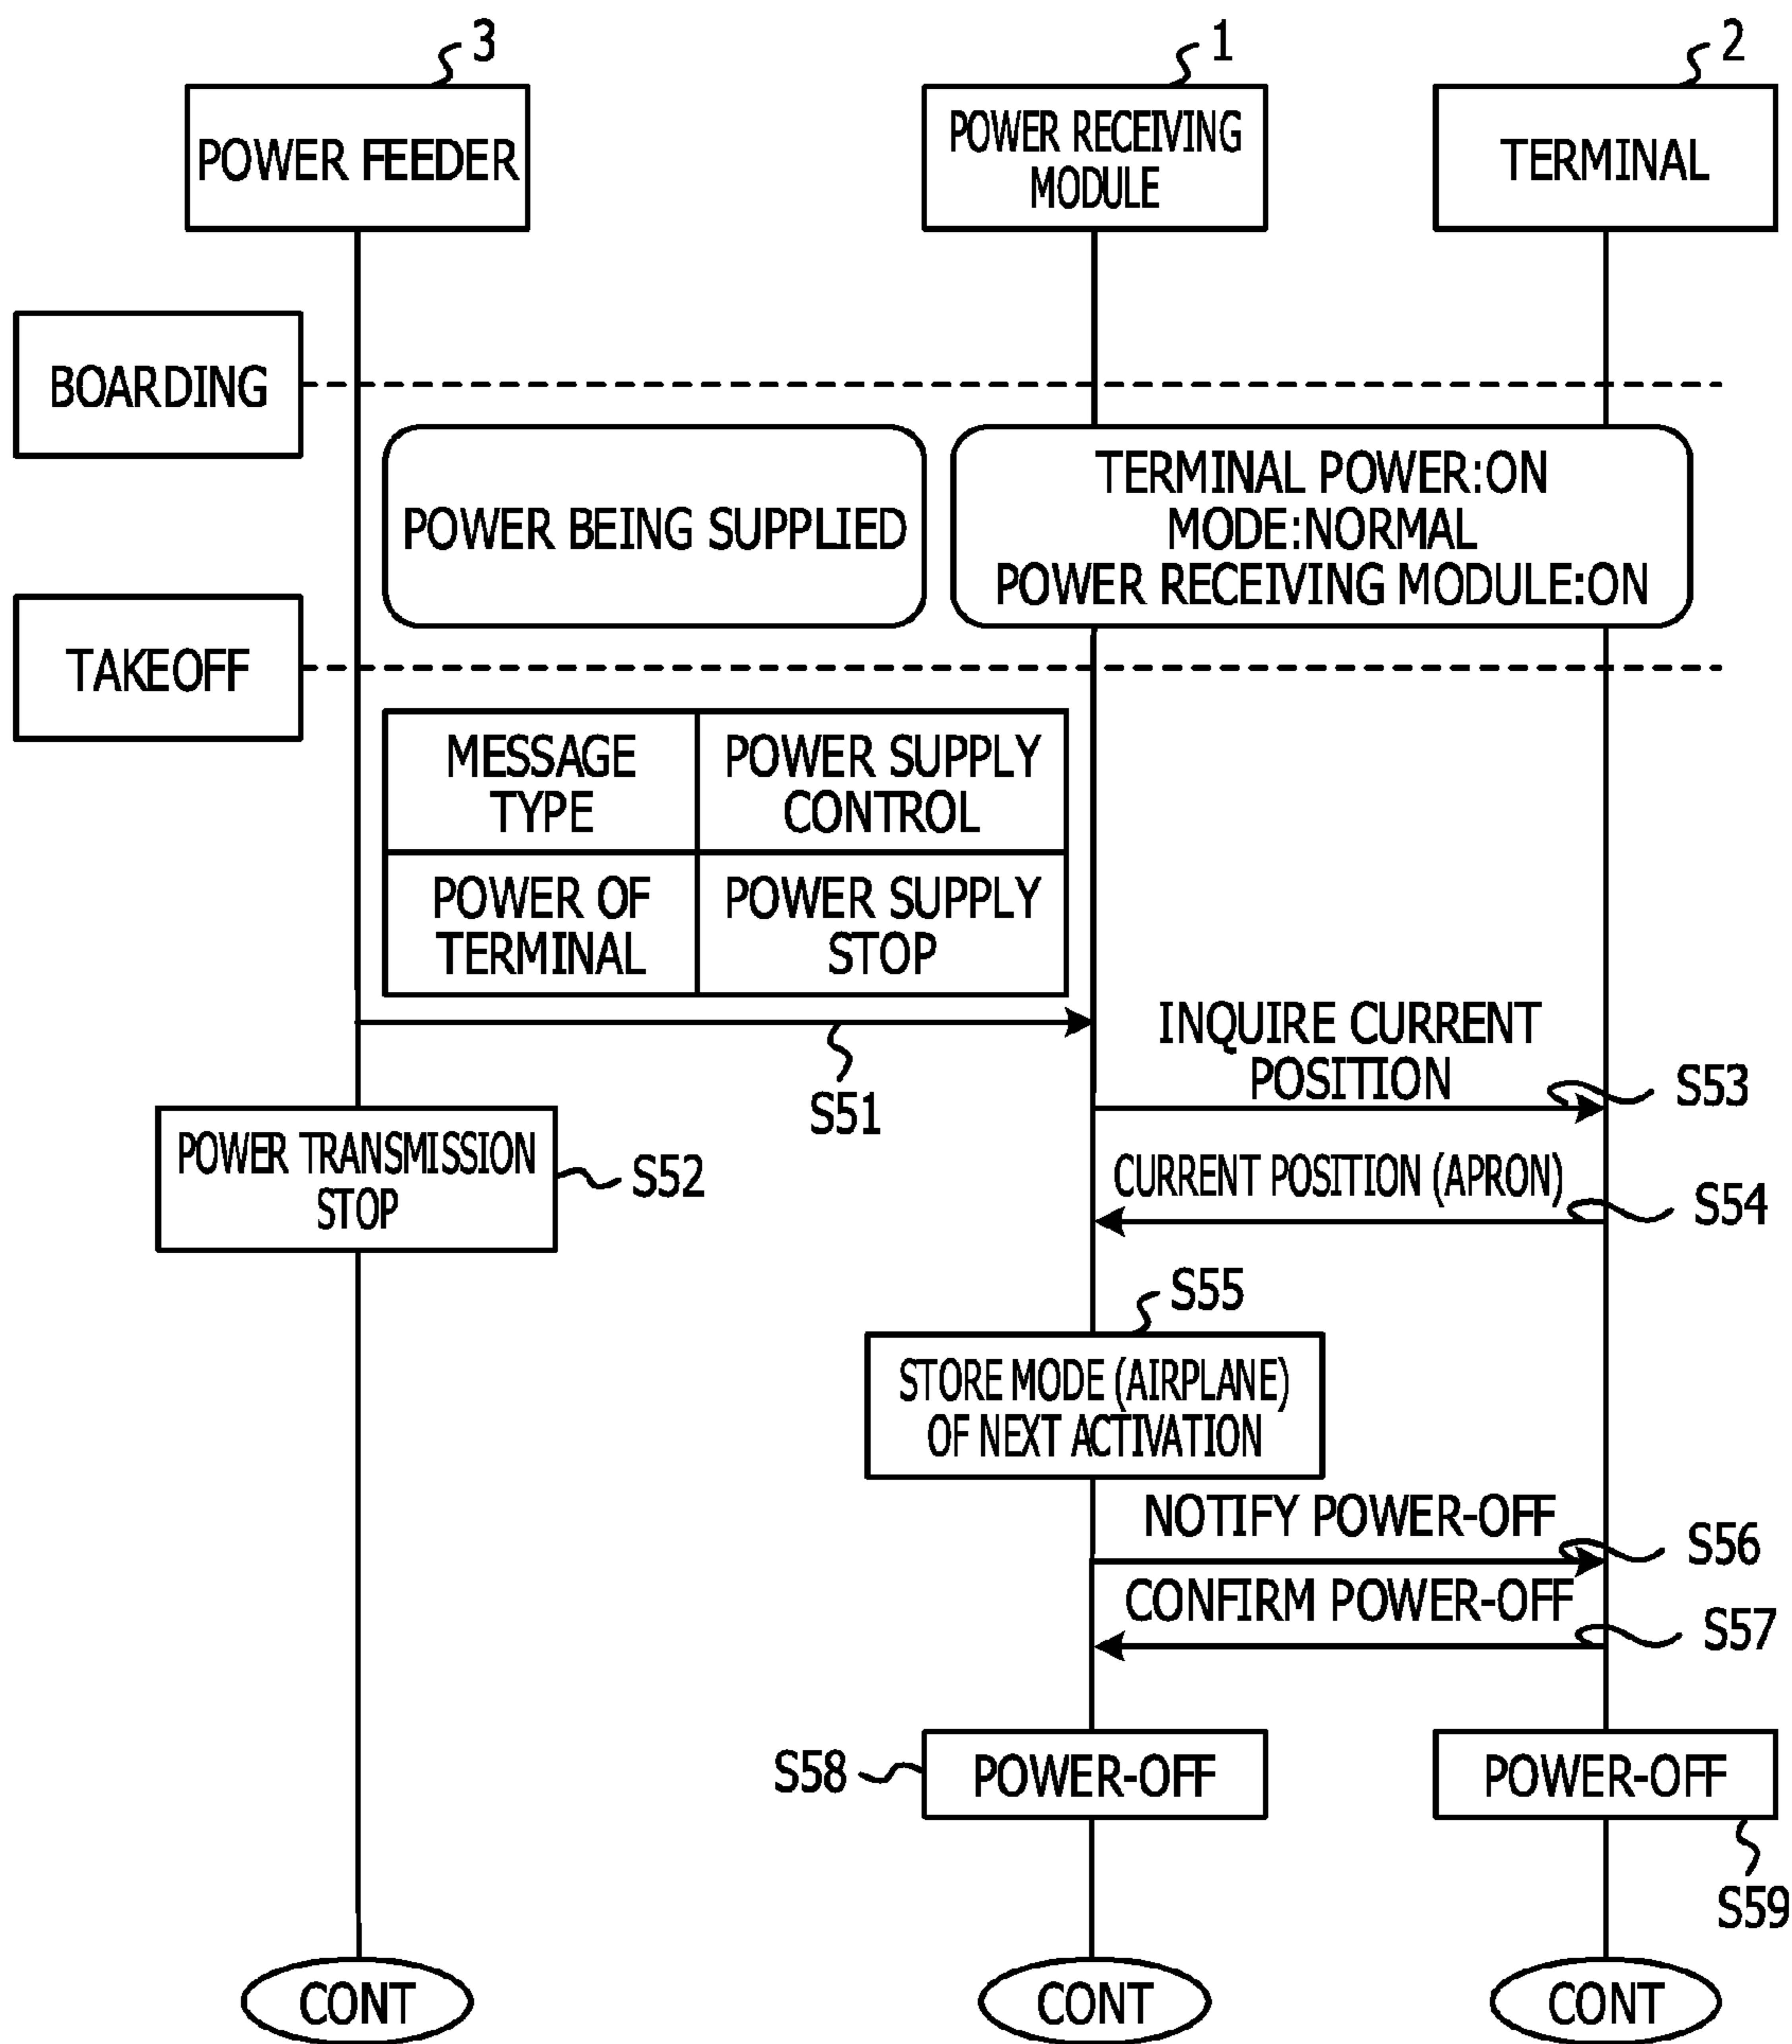 3
1
2
POWER FEEDER
POWER RECEIVING
MODULE
TERMINAL
BOARDING
POWER BEING SUPPLIED
TERMINAL POWER:ON
MODE:NORMAL
POWER RECEIVING MODULE:ON
TAKEOFF
MESSAGE
TYPE
POWER SUPPLY
CONTROL
POWER OF
TERMINAL
POWER SUPPLY
STOP
S51
INQUIRE CURRENT
POSITION
S53
POWER TRANSMISSION
STOP
S52
CURRENT POSITION (APRON)
S54
S55
STORE MODE (AIRPLANE)
OF NEXT ACTIVATION
NOTIFY POWER-OFF
S56
CONFIRM POWER-OFF
S57
S58
POWER-OFF
POWER-OFF
S59
CONT
CONT
CONT